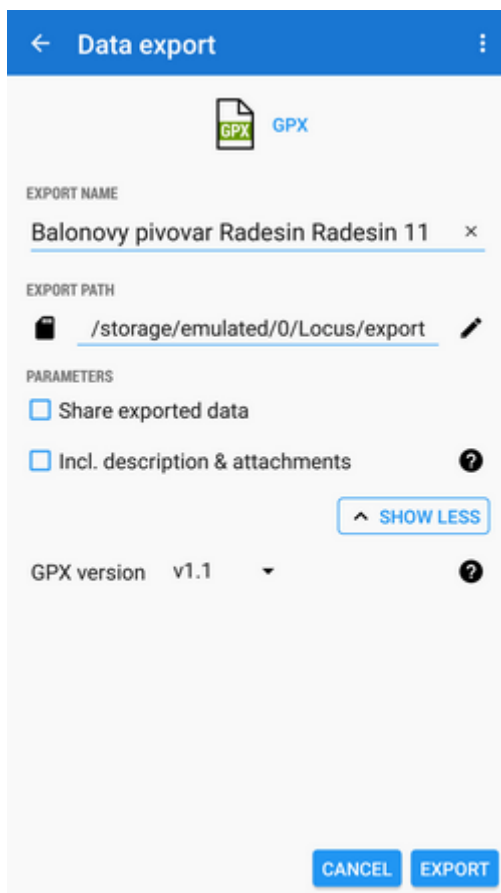 Data export
GPX GPX
EXPORT NAME
Balonovy pivovar Radesin Radesin 11
EXPORT PATH
/storage/emulated/0/Locus/export
PARAMETERS
Share exported data
Incl. description & attachments ?
SHOW LESS
GPX version v1.1 ?
CANCEL EXPORT